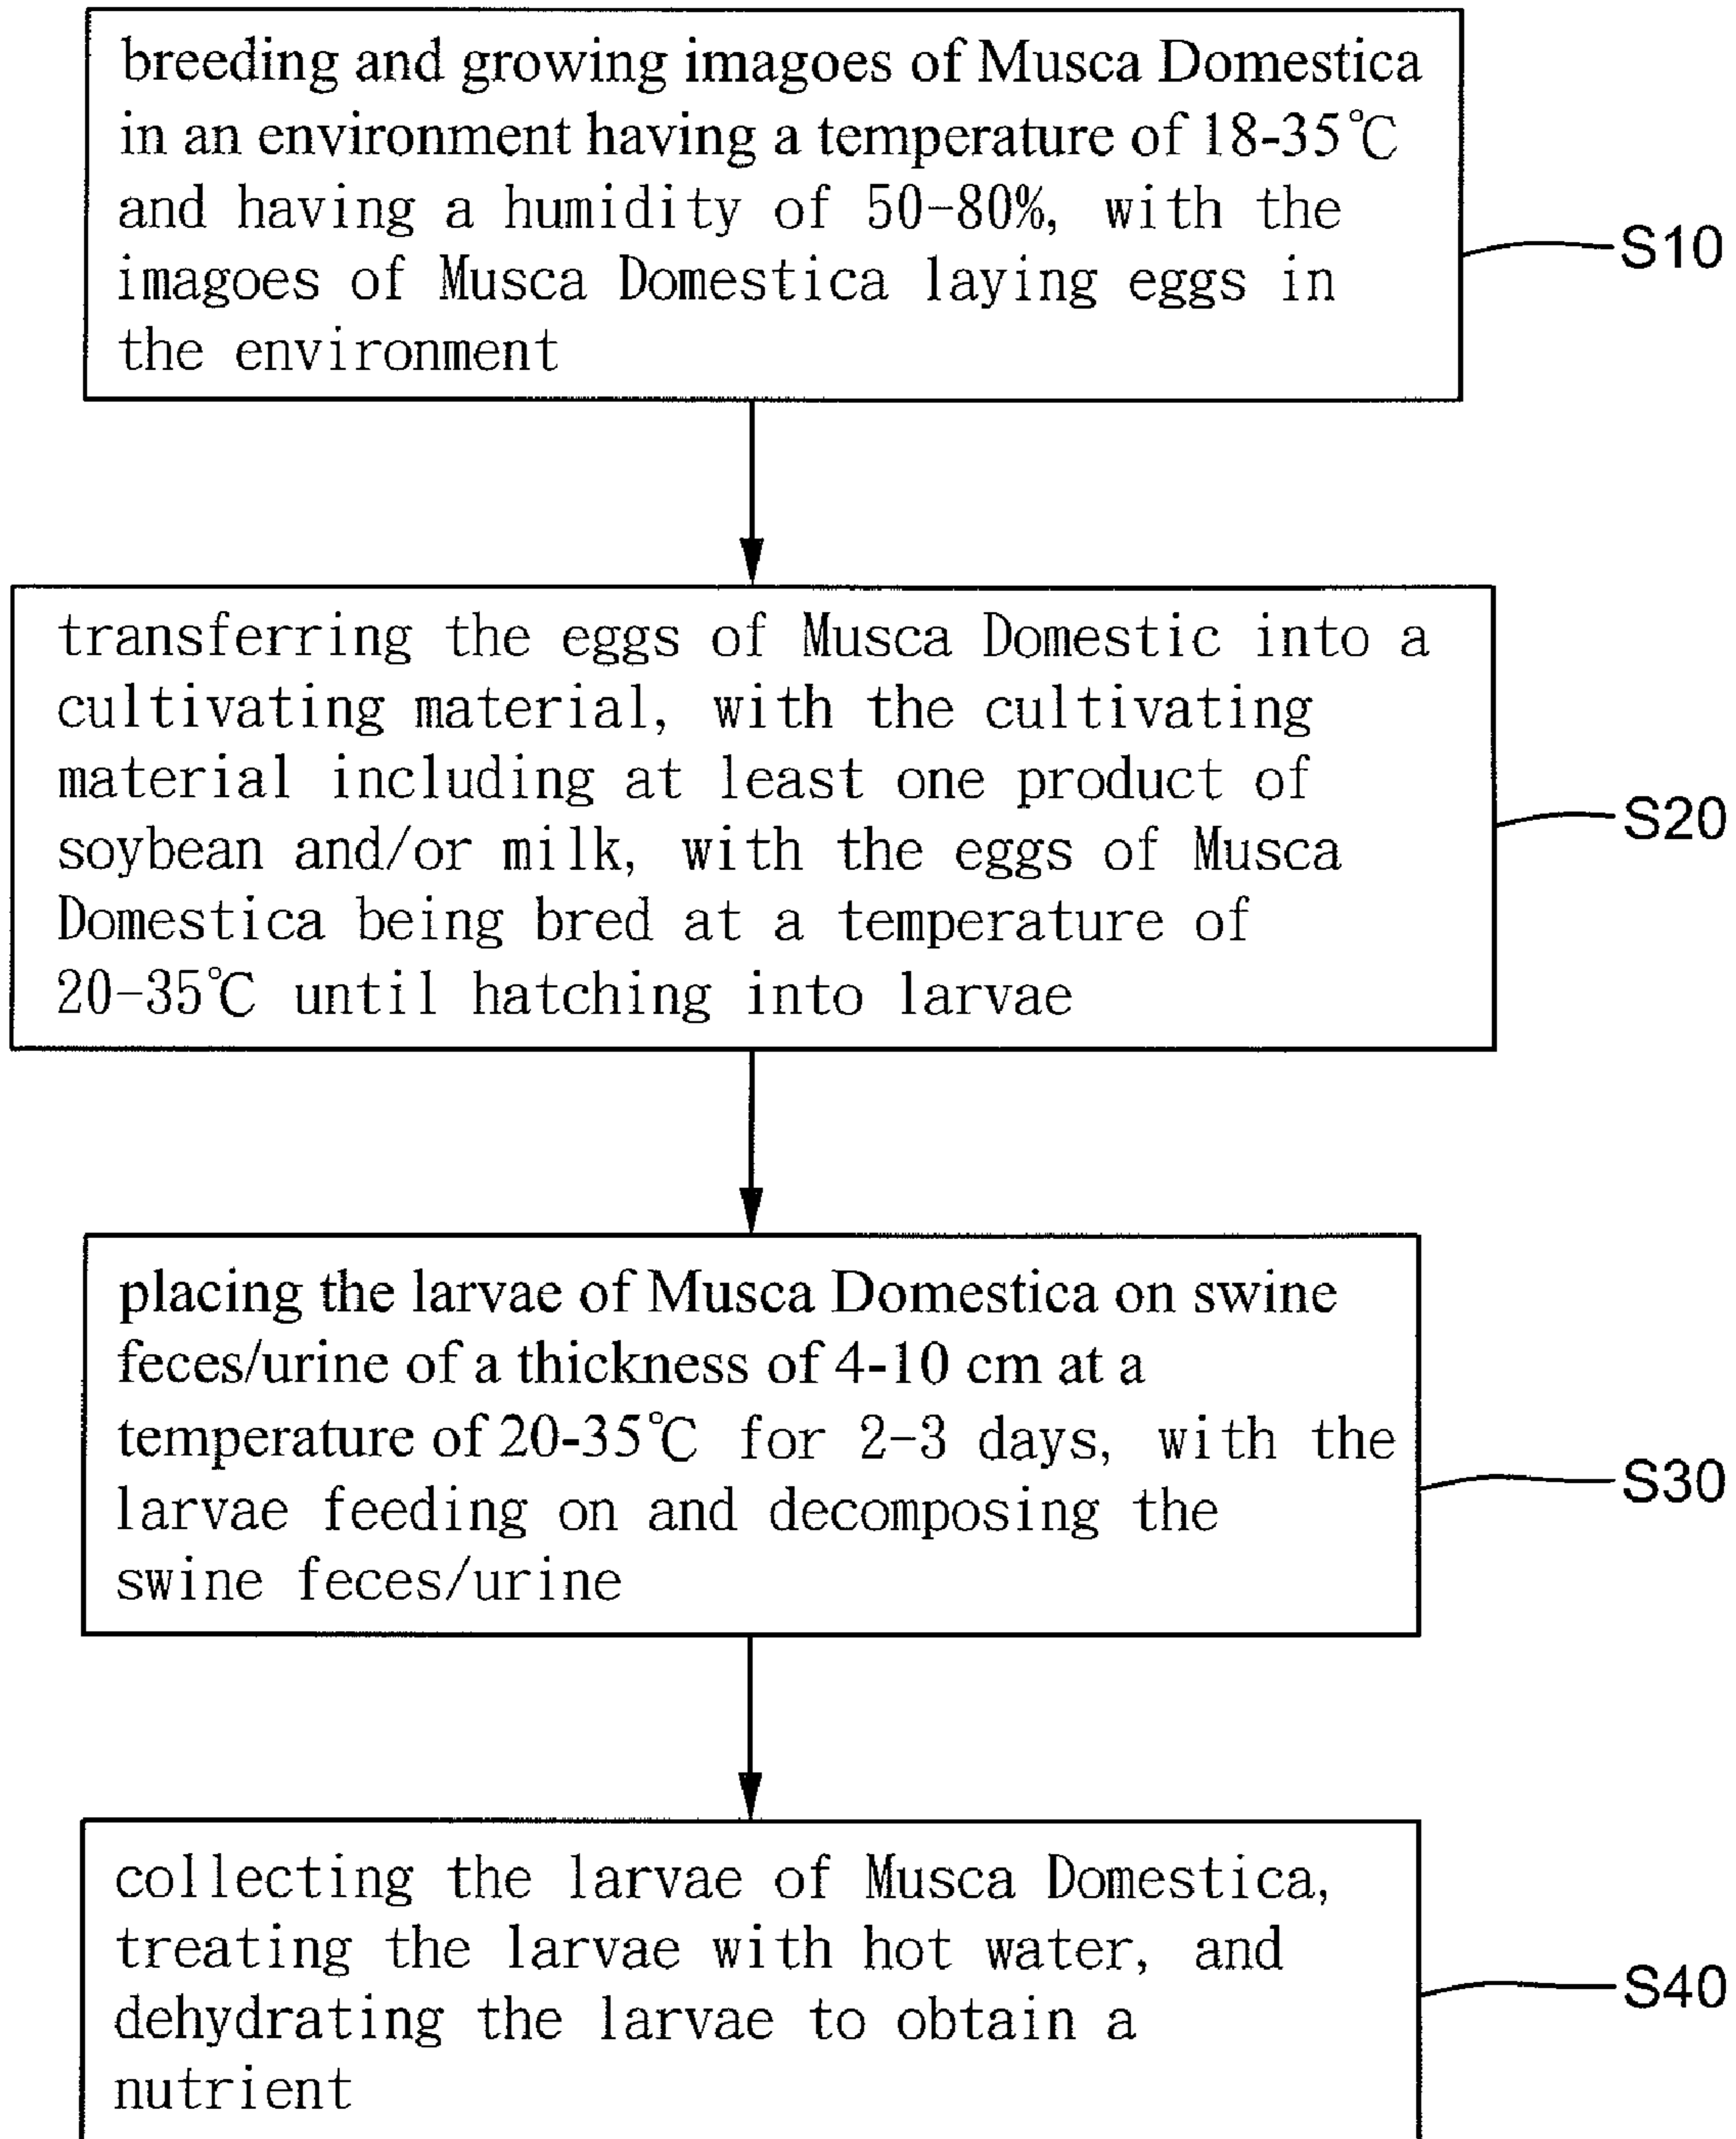 breeding and growing imagoes of Musca Domestica
in an environment having a temperature of 18-35℃
and having a humidity of 50-80%, with the
imagoes of Musca Domestica laying eggs in
the environment
S10
transferring the eggs of Musca Domestic into a
cultivating material, with the cultivating
material including at least one product of
soybean and/or milk, with the eggs of Musca
Domestica being bred at a temperature of
20-35℃ until hatching into larvae
S20
placing the larvae of Musca Domestica on swine
feces/urine of a thickness of 4-10 cm at a
temperature of 20-35℃ for 2-3 days, with the
larvae feeding on and decomposing the
swine feces/urine
S30
collecting the larvae of Musca Domestica,
treating the larvae with hot water, and
dehydrating the larvae to obtain a
nutrient
S40